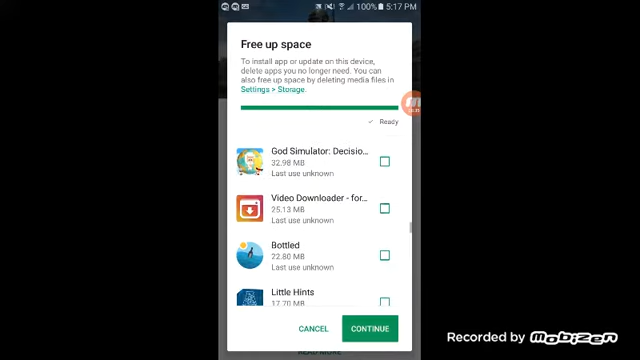 100% 5:17 PM
Free up space
To install app or update on this device,
delete apps you no longer need. You can
also free up space by deleting media files in
Settings > Storage.
Ready
God Simulator: Decisio...
32.98 MB
Last use unknown
Video Downloader - for...
25.13 MB
Last use unknown
Bottled
22.80 MB
Last use unknown
Little Hints
17.70 MB
CANCEL CONTINUE
READ MORE
Recorded by Mobizen